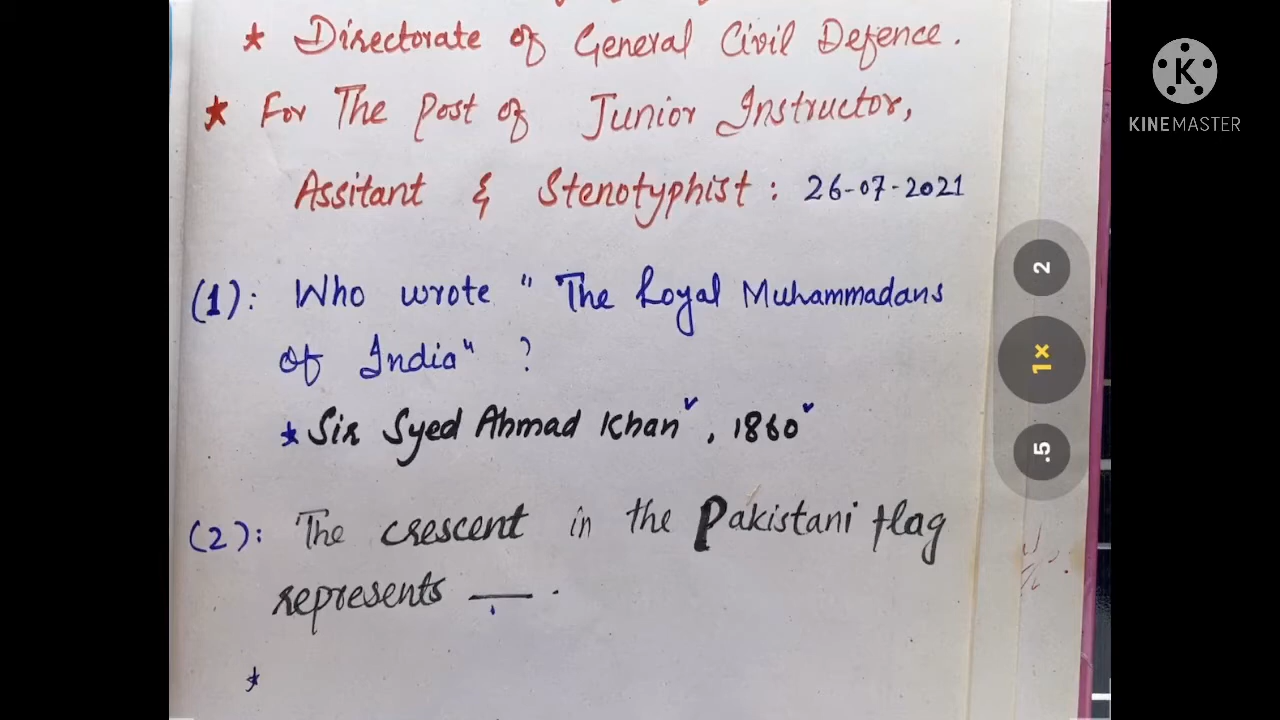 * Directorate of General Civil Defence.
* For The Post of Junior Instructor,
Assitant & Stenotyphist: 26-07-2021
(1): Who wrote "The Loyal Muhammadans
of India" ?
* Sir Syed Ahmad Khan, 1860
(2): The crescent in the Pakistani flag
represents ___.
*
2
1×
.5
K
KINEMASTER